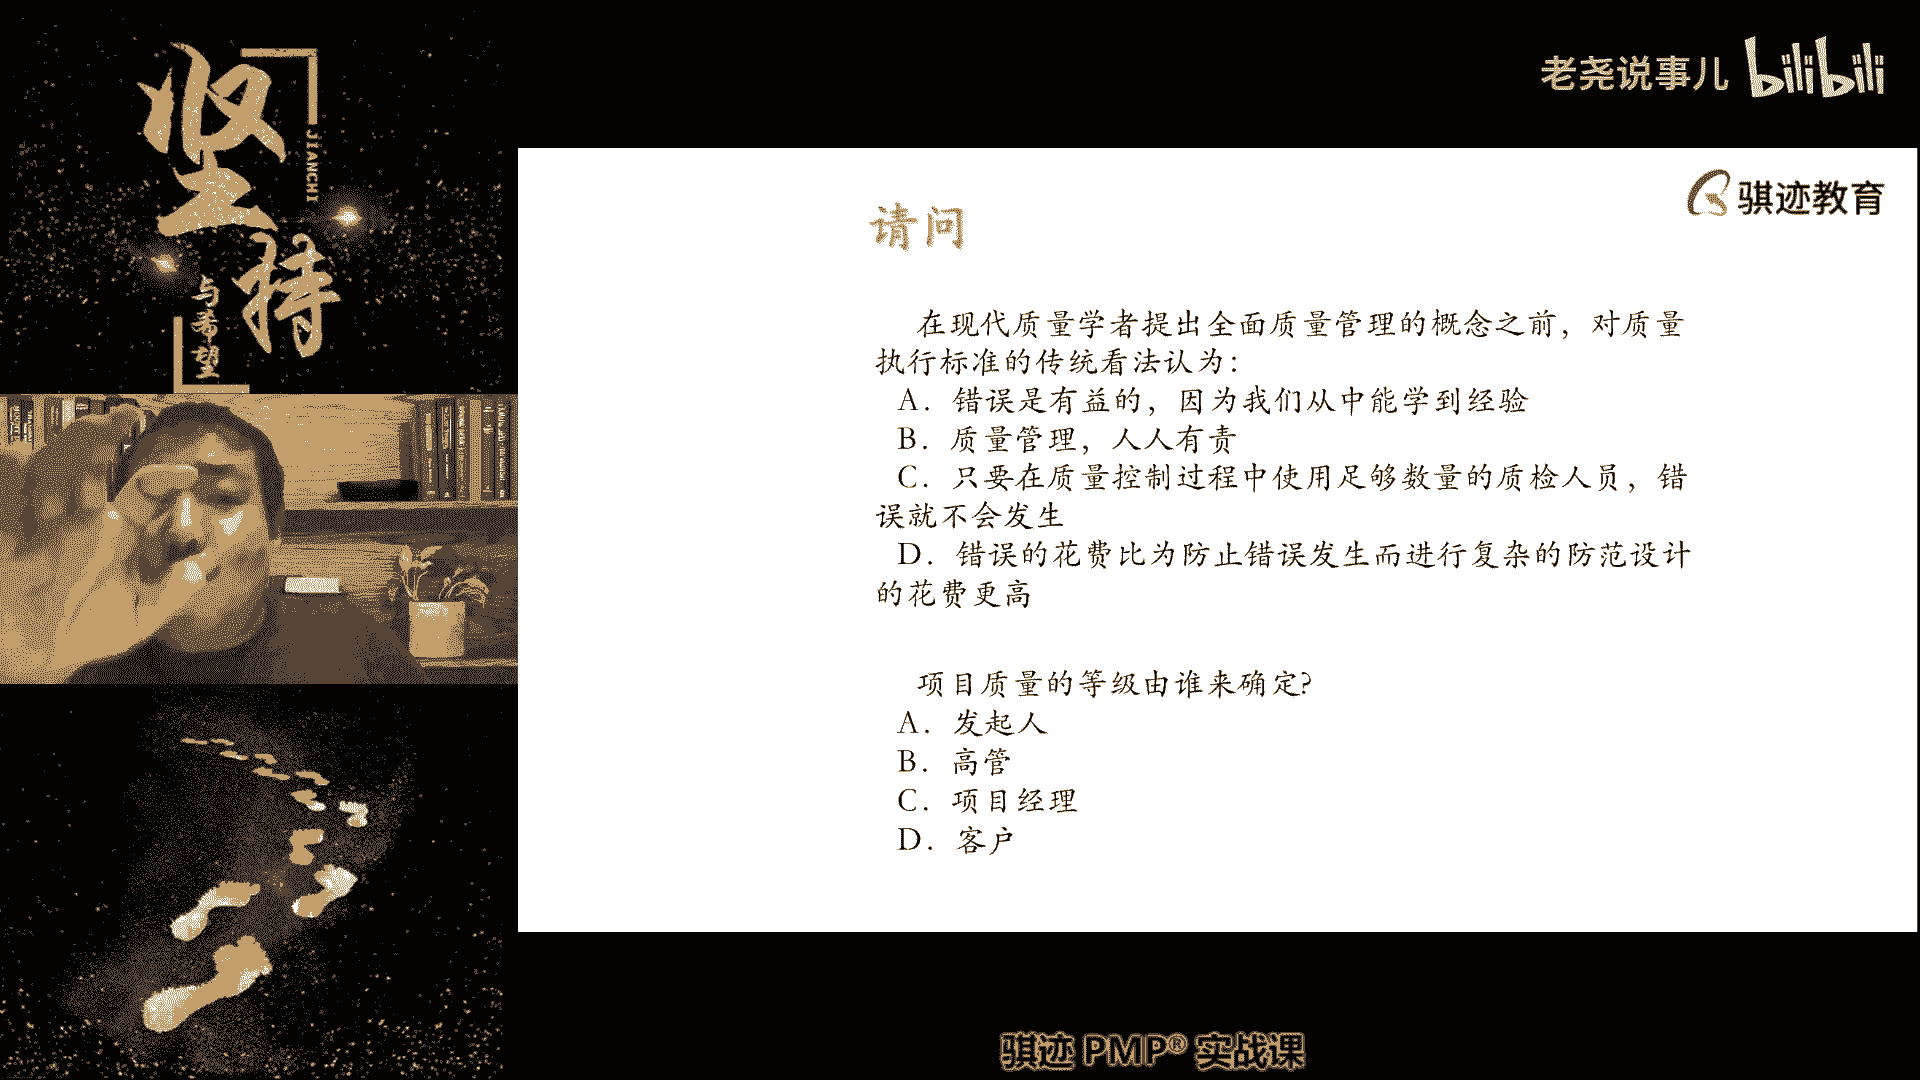 坚持
JIANCHI
与希望
老尧说事儿 bilibili
骐迹教育
请问
在现代质量学者提出全面质量管理的概念之前，对质量
执行标准的传统看法认为：
A．错误是有益的，因为我们从中能学到经验
B．质量管理，人人有责
C．只要在质量控制过程中使用足够数量的质检人员，错
误就不会发生
D．错误的花费比为防止错误发生而进行复杂的防范设计
的花费更高
项目质量的等级由谁来确定?
A．发起人
B．高管
C．项目经理
D．客户
骐迹 PMP® 实战课